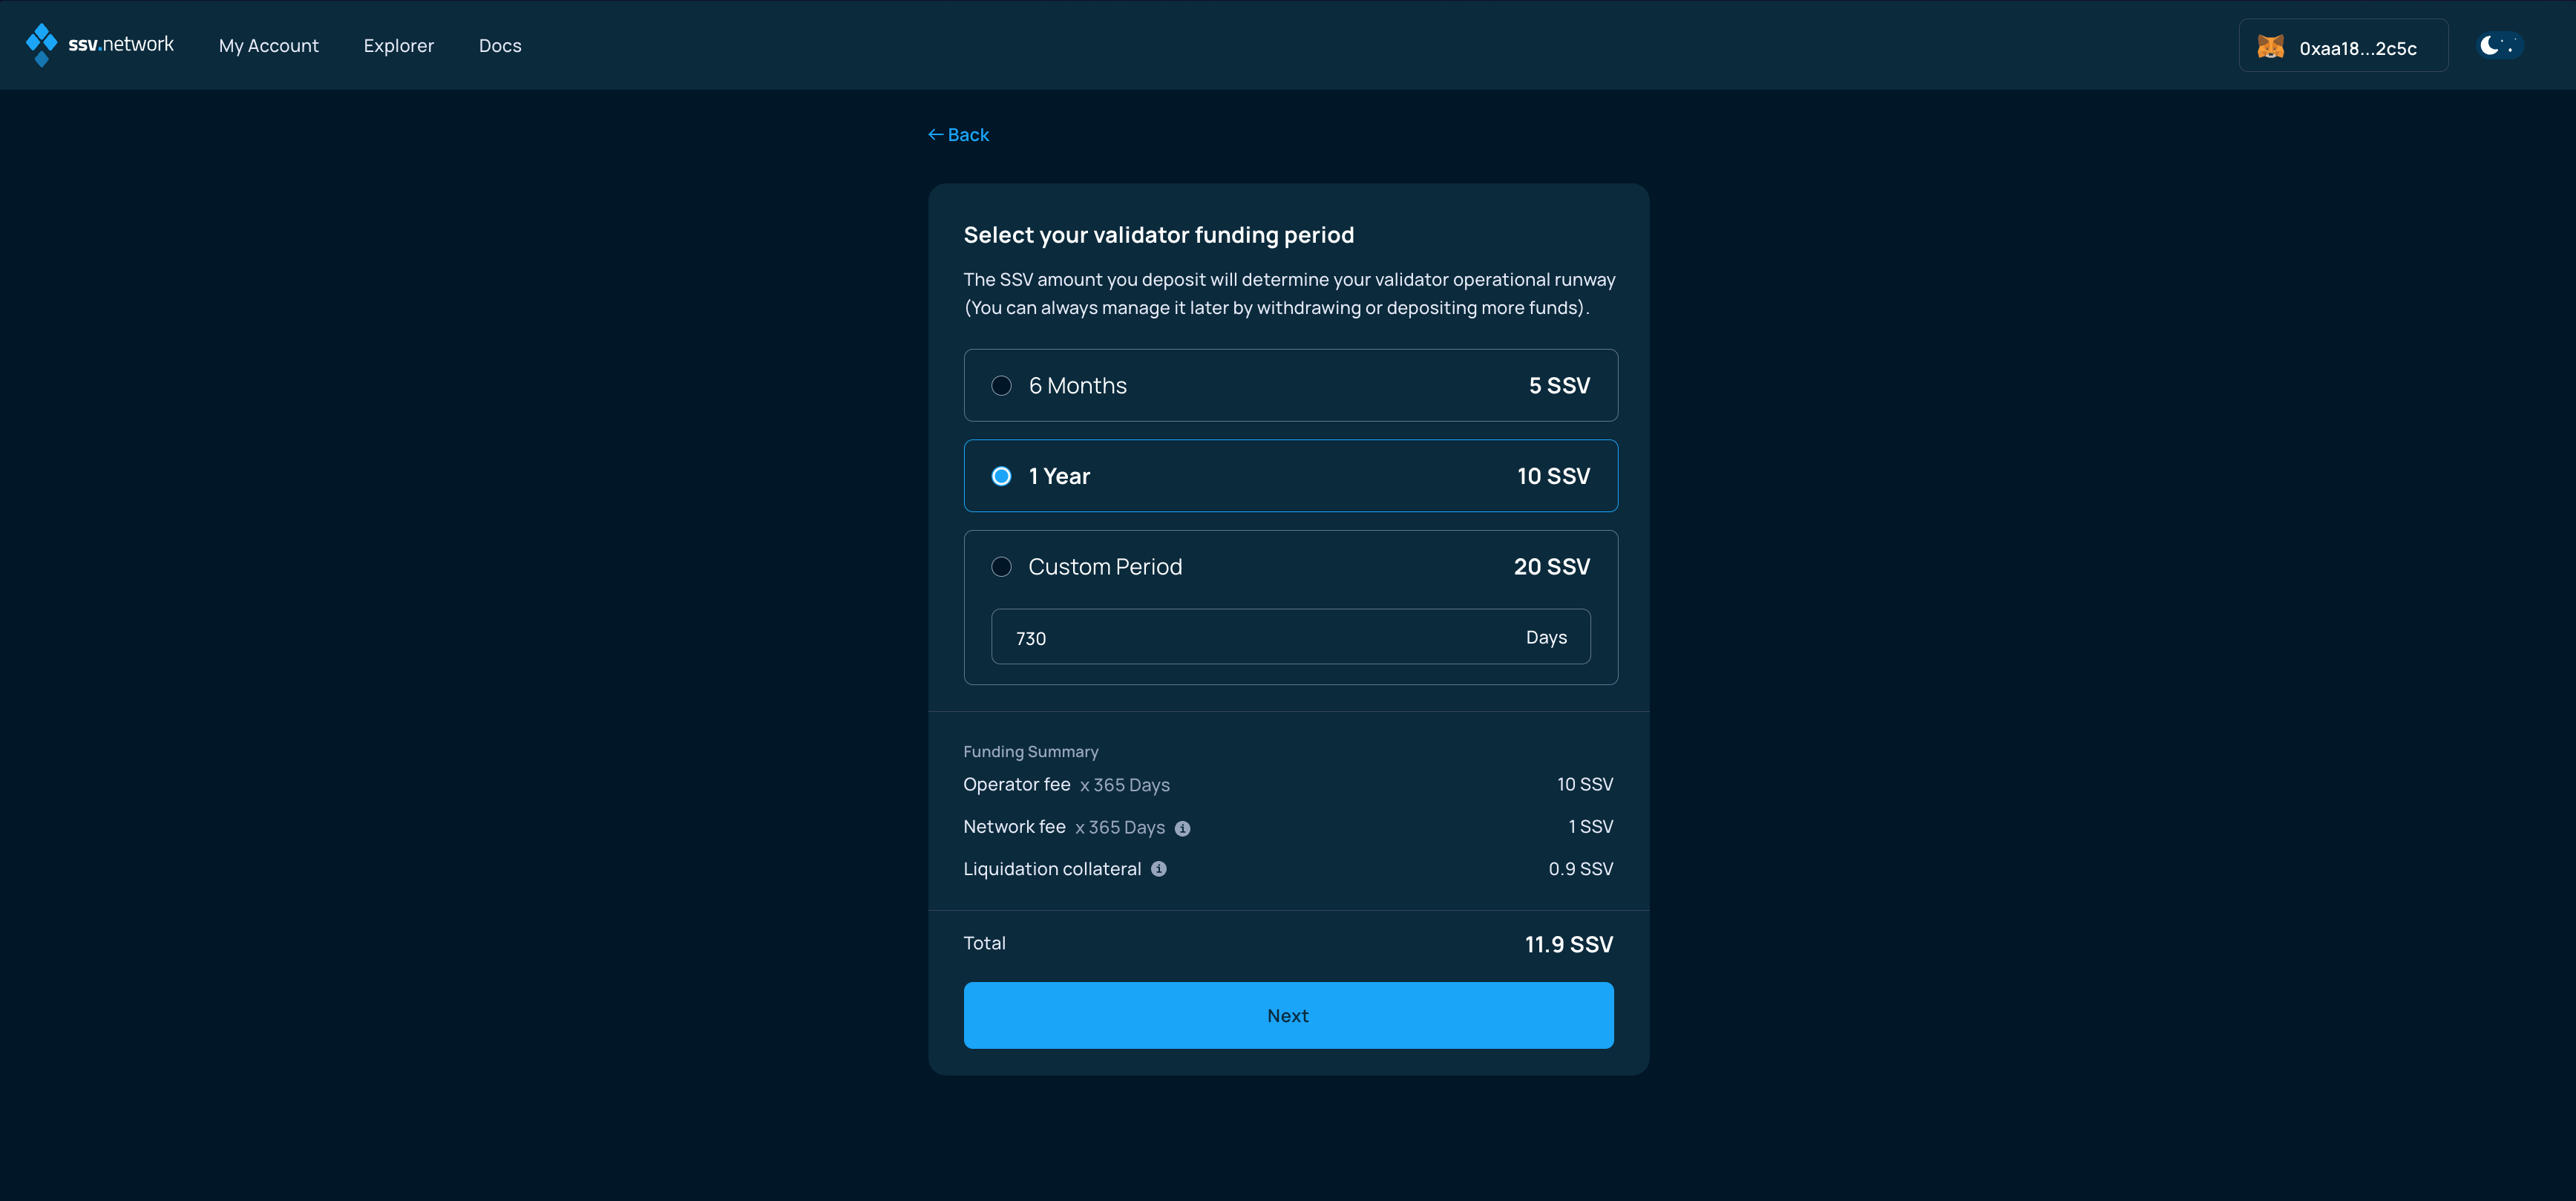 ssv.network
My Account
Explorer
Docs
0xaa18...2c5c
← Back
Select your validator funding period
The SSV amount you deposit will determine your validator operational runway
(You can always manage it later by withdrawing or depositing more funds).
6 Months 5 SSV
1 Year 10 SSV
Custom Period 20 SSV
730 Days
Funding Summary
Operator fee x 365 Days 10 SSV
Network fee x 365 Days i 1 SSV
Liquidation collateral i 0.9 SSV
Total 11.9 SSV
Next